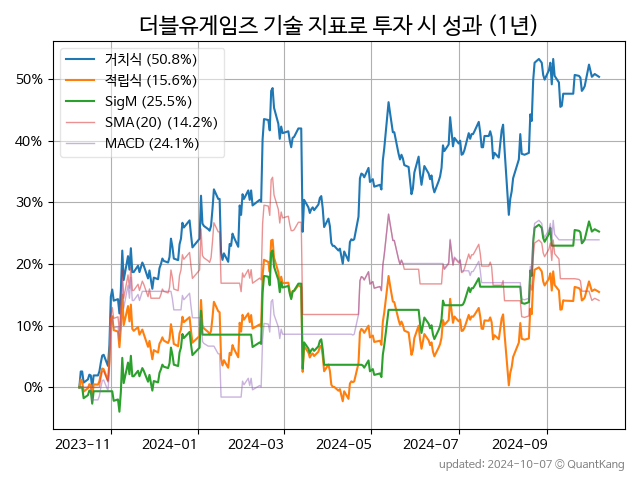 더블유게임즈 기술 지표로 투자 시 성과 (1년)
거치식 (50.8%)
적립식 (15.6%)
SigM (25.5%)
SMA(20) (14.2%)
MACD (24.1%)
50%
40%
30%
20%
10%
0%
2023-11
2024-01
2024-03
2024-05
2024-07
2024-09
updated: 2024-10-07 © QuantKang